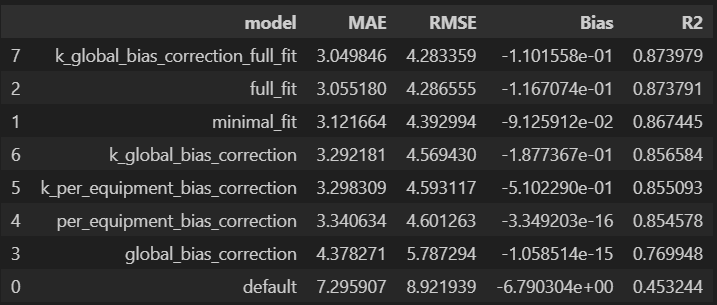 model MAE RMSE Bias R2
7 k_global_bias_correction_full_fit 3.049846 4.283359 -1.101558e-01 0.873979
2 full_fit 3.055180 4.286555 -1.167074e-01 0.873791
1 minimal_fit 3.121664 4.392994 -9.125912e-02 0.867445
6 k_global_bias_correction 3.292181 4.569430 -1.877367e-01 0.856584
5 k_per_equipment_bias_correction 3.298309 4.593117 -5.102290e-01 0.855093
4 per_equipment_bias_correction 3.340634 4.601263 -3.349203e-16 0.854578
3 global_bias_correction 4.378271 5.787294 -1.058514e-15 0.769948
0 default 7.295907 8.921939 -6.790304e+00 0.453244